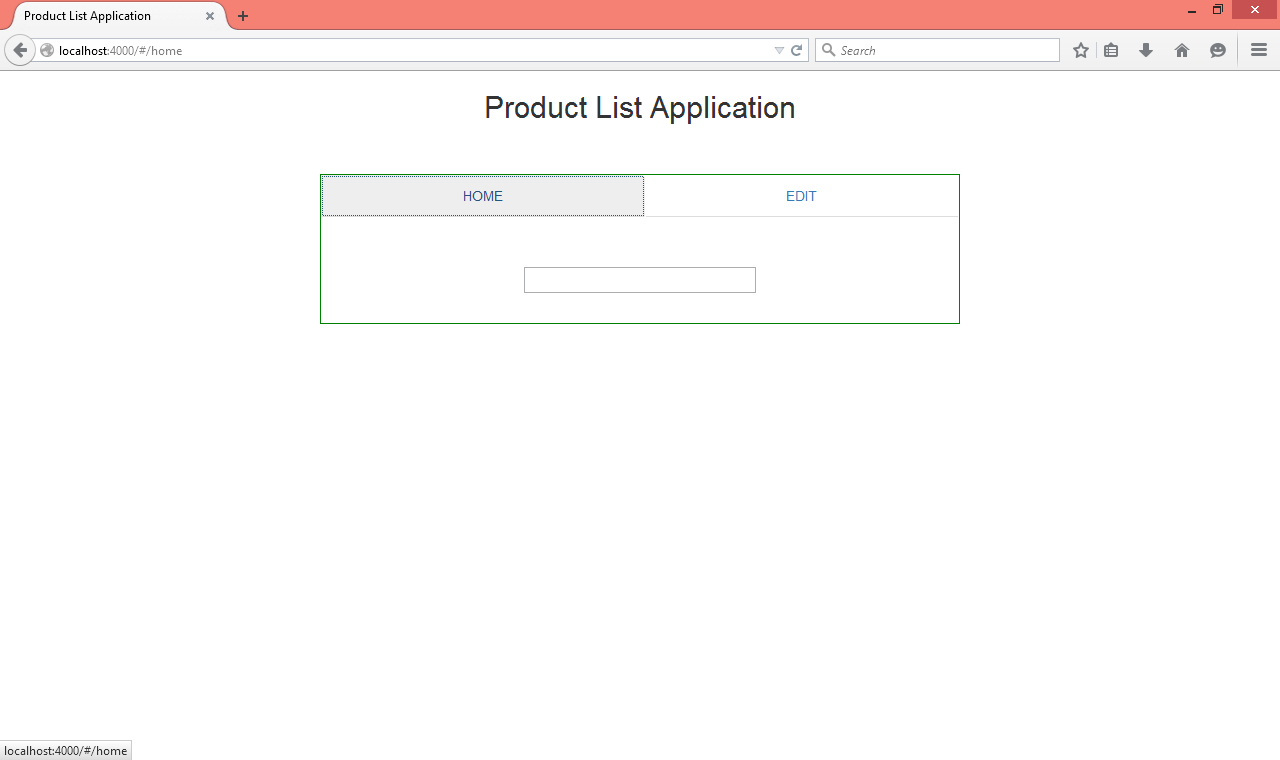 Product List Application
localhost:4000/#/home
Search
Product List Application
HOME
EDIT
localhost:4000/#/home